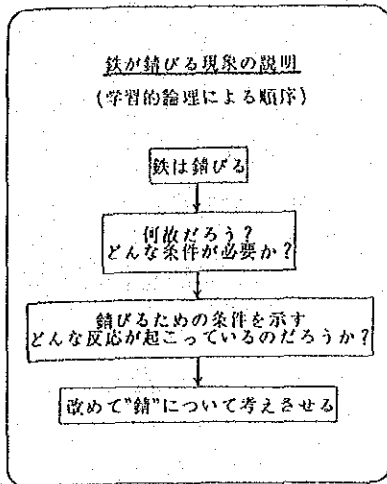 鉄が錆びる現象の説明
(学習的論理による順序)
鉄は錆びる
何故だろう?
どんな条件が必要か?
錆びるための条件を示す
どんな反応が起こっているのだろうか?
改めて"錆"について考えさせる